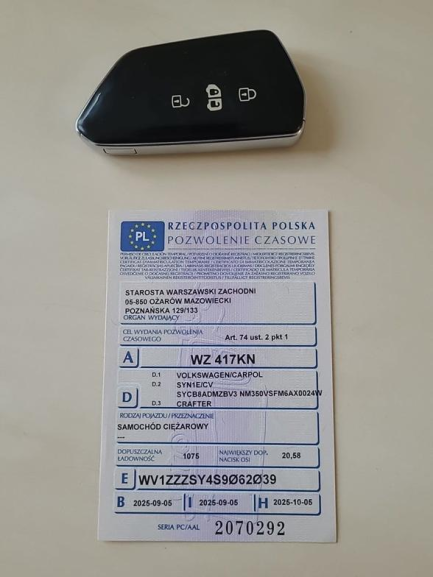 PL
RZECZPOSPOLITA POLSKA
POZWOLENIE CZASOWE
STAROSTA WARSZAWSKI ZACHODNI
05-850 OŻARÓW MAZOWIECKI
POZNAŃSKA 129/133
ORGAN WYDAJĄCY
CEL WYDANIA POZWOLENIA CZASOWEGO Art. 74 ust. 2 pkt 1
A WZ 417KN
D.1 VOLKSWAGEN/CARPOL
D.2 SYN1E/CV
SYCB8ADMZBV3 NM350VSFM6AX0024W
D D.3 CRAFTER
RODZAJ POJAZDU / PRZEZNACZENIE
SAMOCHÓD CIĘŻAROWY
---
DOPUSZCZALNA ŁADOWNOŚĆ 1075 NAJWIĘKSZY DOP. NACISK OSI 20,58
E WV1ZZZSY4S9Ø62Ø39
B 2025-09-05 I 2025-09-05 H 2025-10-05
SERIA PC/AAL 2070292